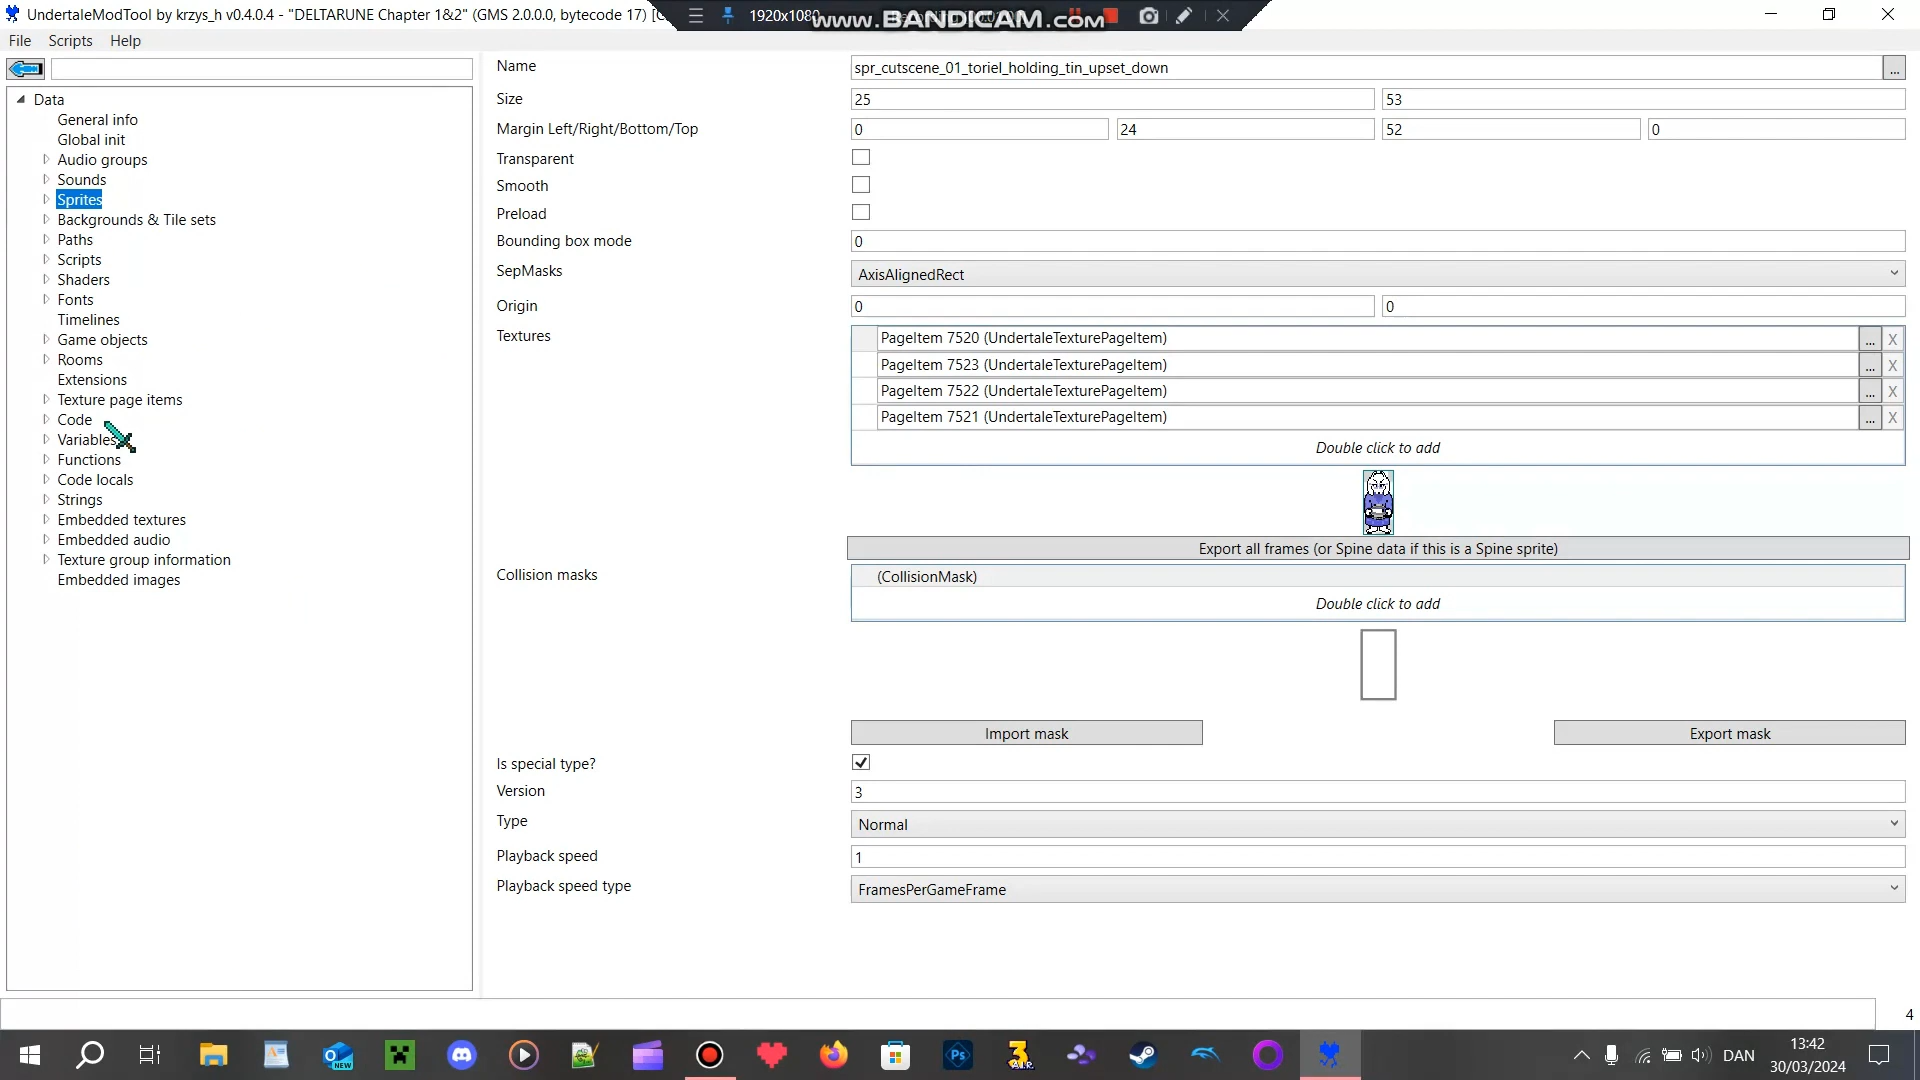 UndertaleModTool by krzys_h v0.4.0.4 - "DELTARUNE Chapter 1&2" (GMS 2.0.0.0, bytecode 17) [C
1920x1080
www.BANDICAM.com
File Scripts Help
Data
General info
Global init
Audio groups
Sounds
Sprites
Backgrounds & Tile sets
Paths
Scripts
Shaders
Fonts
Timelines
Game objects
Rooms
Extensions
Texture page items
Code
Variables
Functions
Code locals
Strings
Embedded textures
Embedded audio
Texture group information
Embedded images
Name spr_cutscene_01_toriel_holding_tin_upset_down ...
Size 25 53
Margin Left/Right/Bottom/Top 0 24 52 0
Transparent
Smooth
Preload
Bounding box mode 0
SepMasks AxisAlignedRect
Origin 0 0
Textures PageItem 7520 (UndertaleTexturePageItem) ... X
PageItem 7523 (UndertaleTexturePageItem) ... X
PageItem 7522 (UndertaleTexturePageItem) ... X
PageItem 7521 (UndertaleTexturePageItem) ... X
Double click to add
Export all frames (or Spine data if this is a Spine sprite)
Collision masks (CollisionMask)
Double click to add
Import mask Export mask
Is special type?
Version 3
Type Normal
Playback speed 1
Playback speed type FramesPerGameFrame
4
NEW
Ps
3
DAN
13:42
30/03/2024